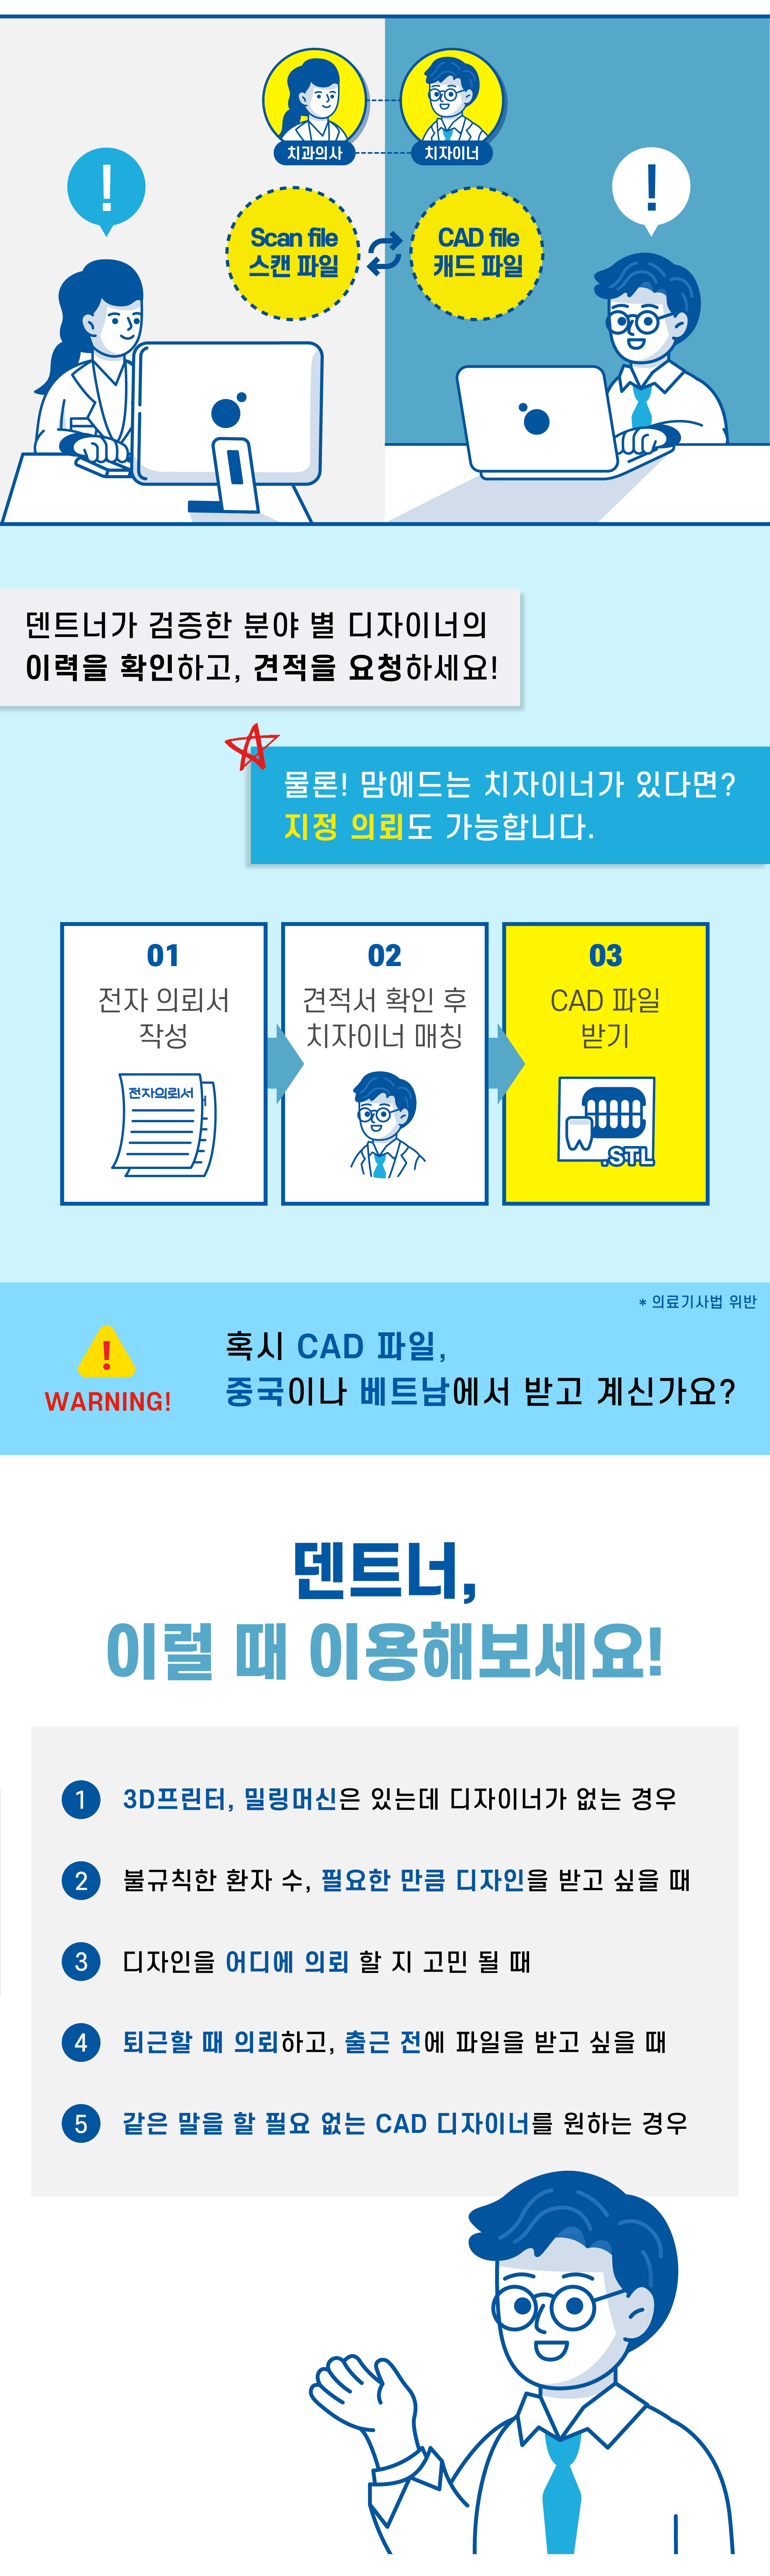 치과의사
치자이너
Scan file
스캔 파일
CAD file
캐드 파일
덴트너가 검증한 분야 별 디자이너의
이력을 확인하고, 견적을 요청하세요!
물론! 맘에드는 치자이너가 있다면?
지정 의뢰도 가능합니다.
01
전자 의뢰서
작성
전자의뢰서
02
견적서 확인 후
치자이너 매칭
03
CAD 파일
받기
.STL
* 의료기사법 위반
WARNING!
혹시 CAD 파일,
중국이나 베트남에서 받고 계신가요?
덴트너,
이럴 때 이용해보세요!
1 3D프린터, 밀링머신은 있는데 디자이너가 없는 경우
2 불규칙한 환자 수, 필요한 만큼 디자인을 받고 싶을 때
3 디자인을 어디에 의뢰 할 지 고민 될 때
4 퇴근할 때 의뢰하고, 출근 전에 파일을 받고 싶을 때
5 같은 말을 할 필요 없는 CAD 디자이너를 원하는 경우